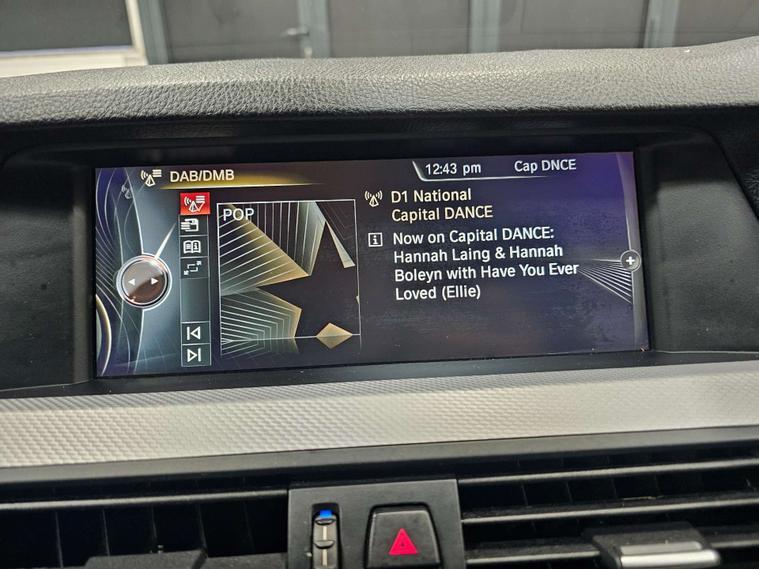 DAB/DMB
12:43 pm
Cap DNCE
POP
D1 National
Capital DANCE
Now on Capital DANCE:
Hannah Laing & Hannah
Boleyn with Have You Ever
Loved (Ellie)